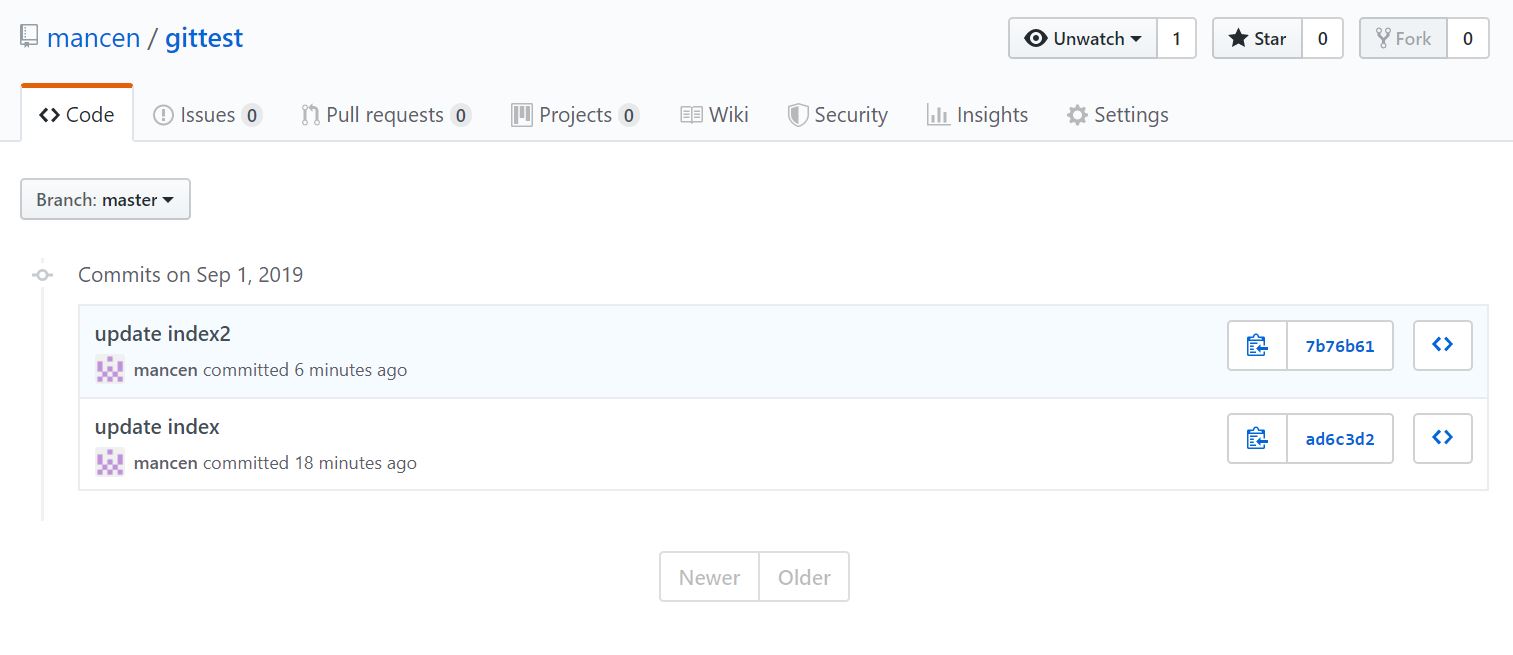 mancen / gittest
Unwatch 1 Star 0 Fork 0
Code Issues 0 Pull requests 0 Projects 0 Wiki Security Insights Settings
Branch: master
Commits on Sep 1, 2019
update index2
mancen committed 6 minutes ago
7b76b61
update index
mancen committed 18 minutes ago
ad6c3d2
Newer Older